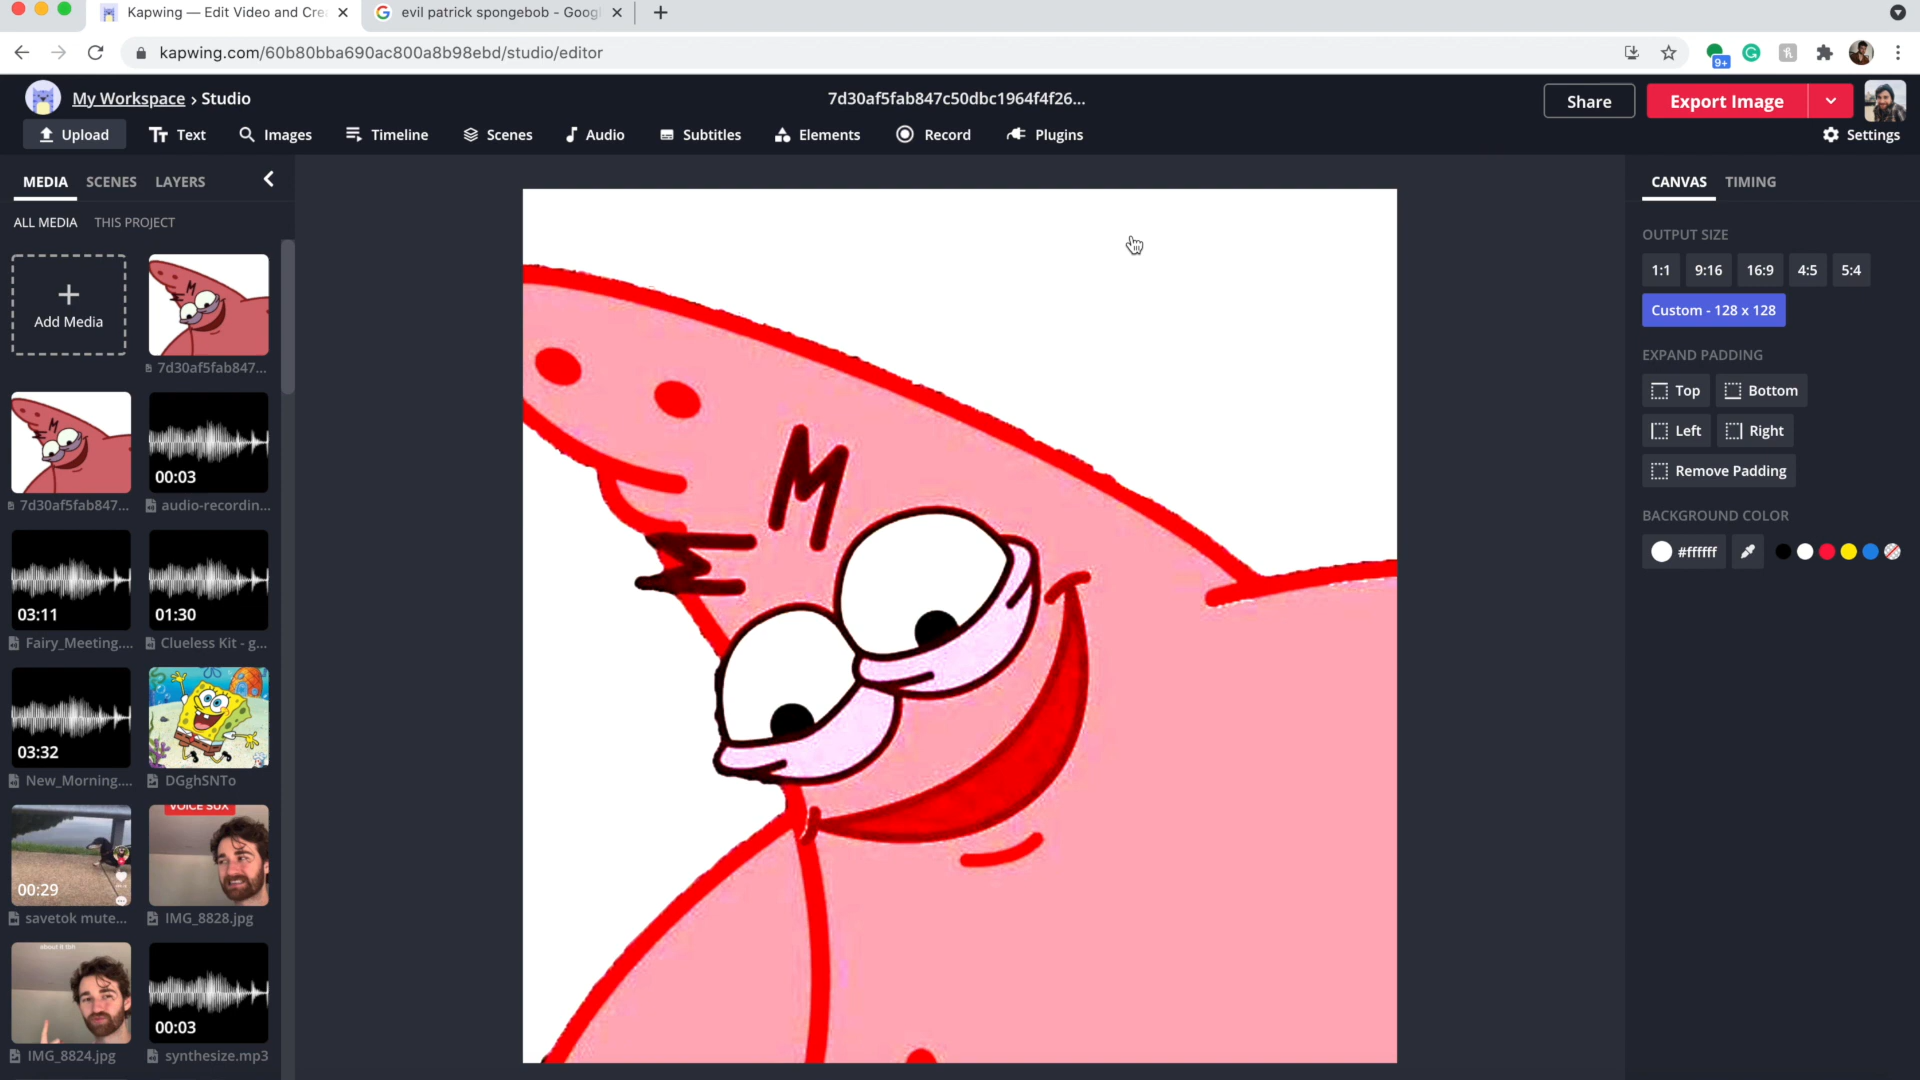 Kapwing — Edit Video and Cre
evil patrick spongebob - Goog
kapwing.com/60b80bba690ac800a8b98ebd/studio/editor
9+
My Workspace › Studio
7d30af5fab847c50dbc1964f4f26...
Share
Export Image
Upload
Text
Images
Timeline
Scenes
Audio
Subtitles
Elements
Record
Plugins
Settings
MEDIA
SCENES
LAYERS
ALL MEDIA
THIS PROJECT
Add Media
7d30af5fab847...
7d30af5fab847...
00:03
audio-recordin...
03:11
Fairy_Meeting....
01:30
Clueless Kit - g...
03:32
New_Morning....
DGghSNTo
00:29
savetok mute...
VOICE SUX
IMG_8828.jpg
IMG_8824.jpg
00:03
synthesize.mp3
CANVAS
TIMING
OUTPUT SIZE
1:1
9:16
16:9
4:5
5:4
Custom - 128 x 128
EXPAND PADDING
Top
Bottom
Left
Right
Remove Padding
BACKGROUND COLOR
#ffffff